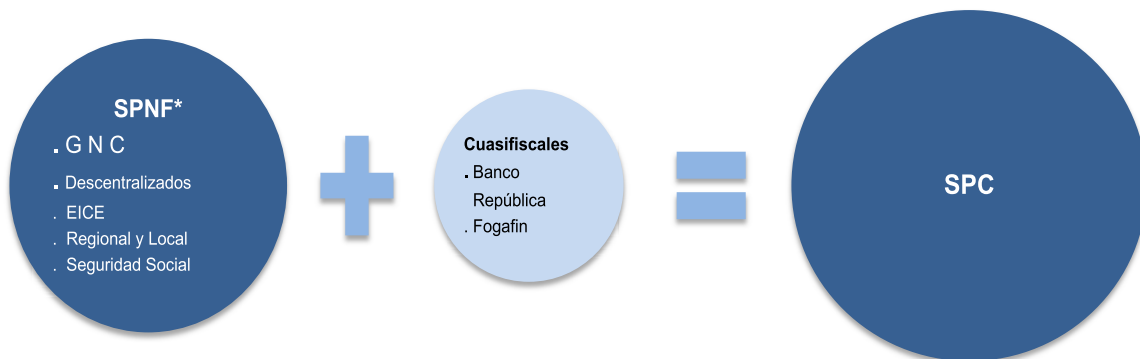 SPNF*
. G N C
. Descentralizados
. EICE
. Regional y Local
. Seguridad Social
Cuasifiscales
. Banco
República
. Fogafin
SPC